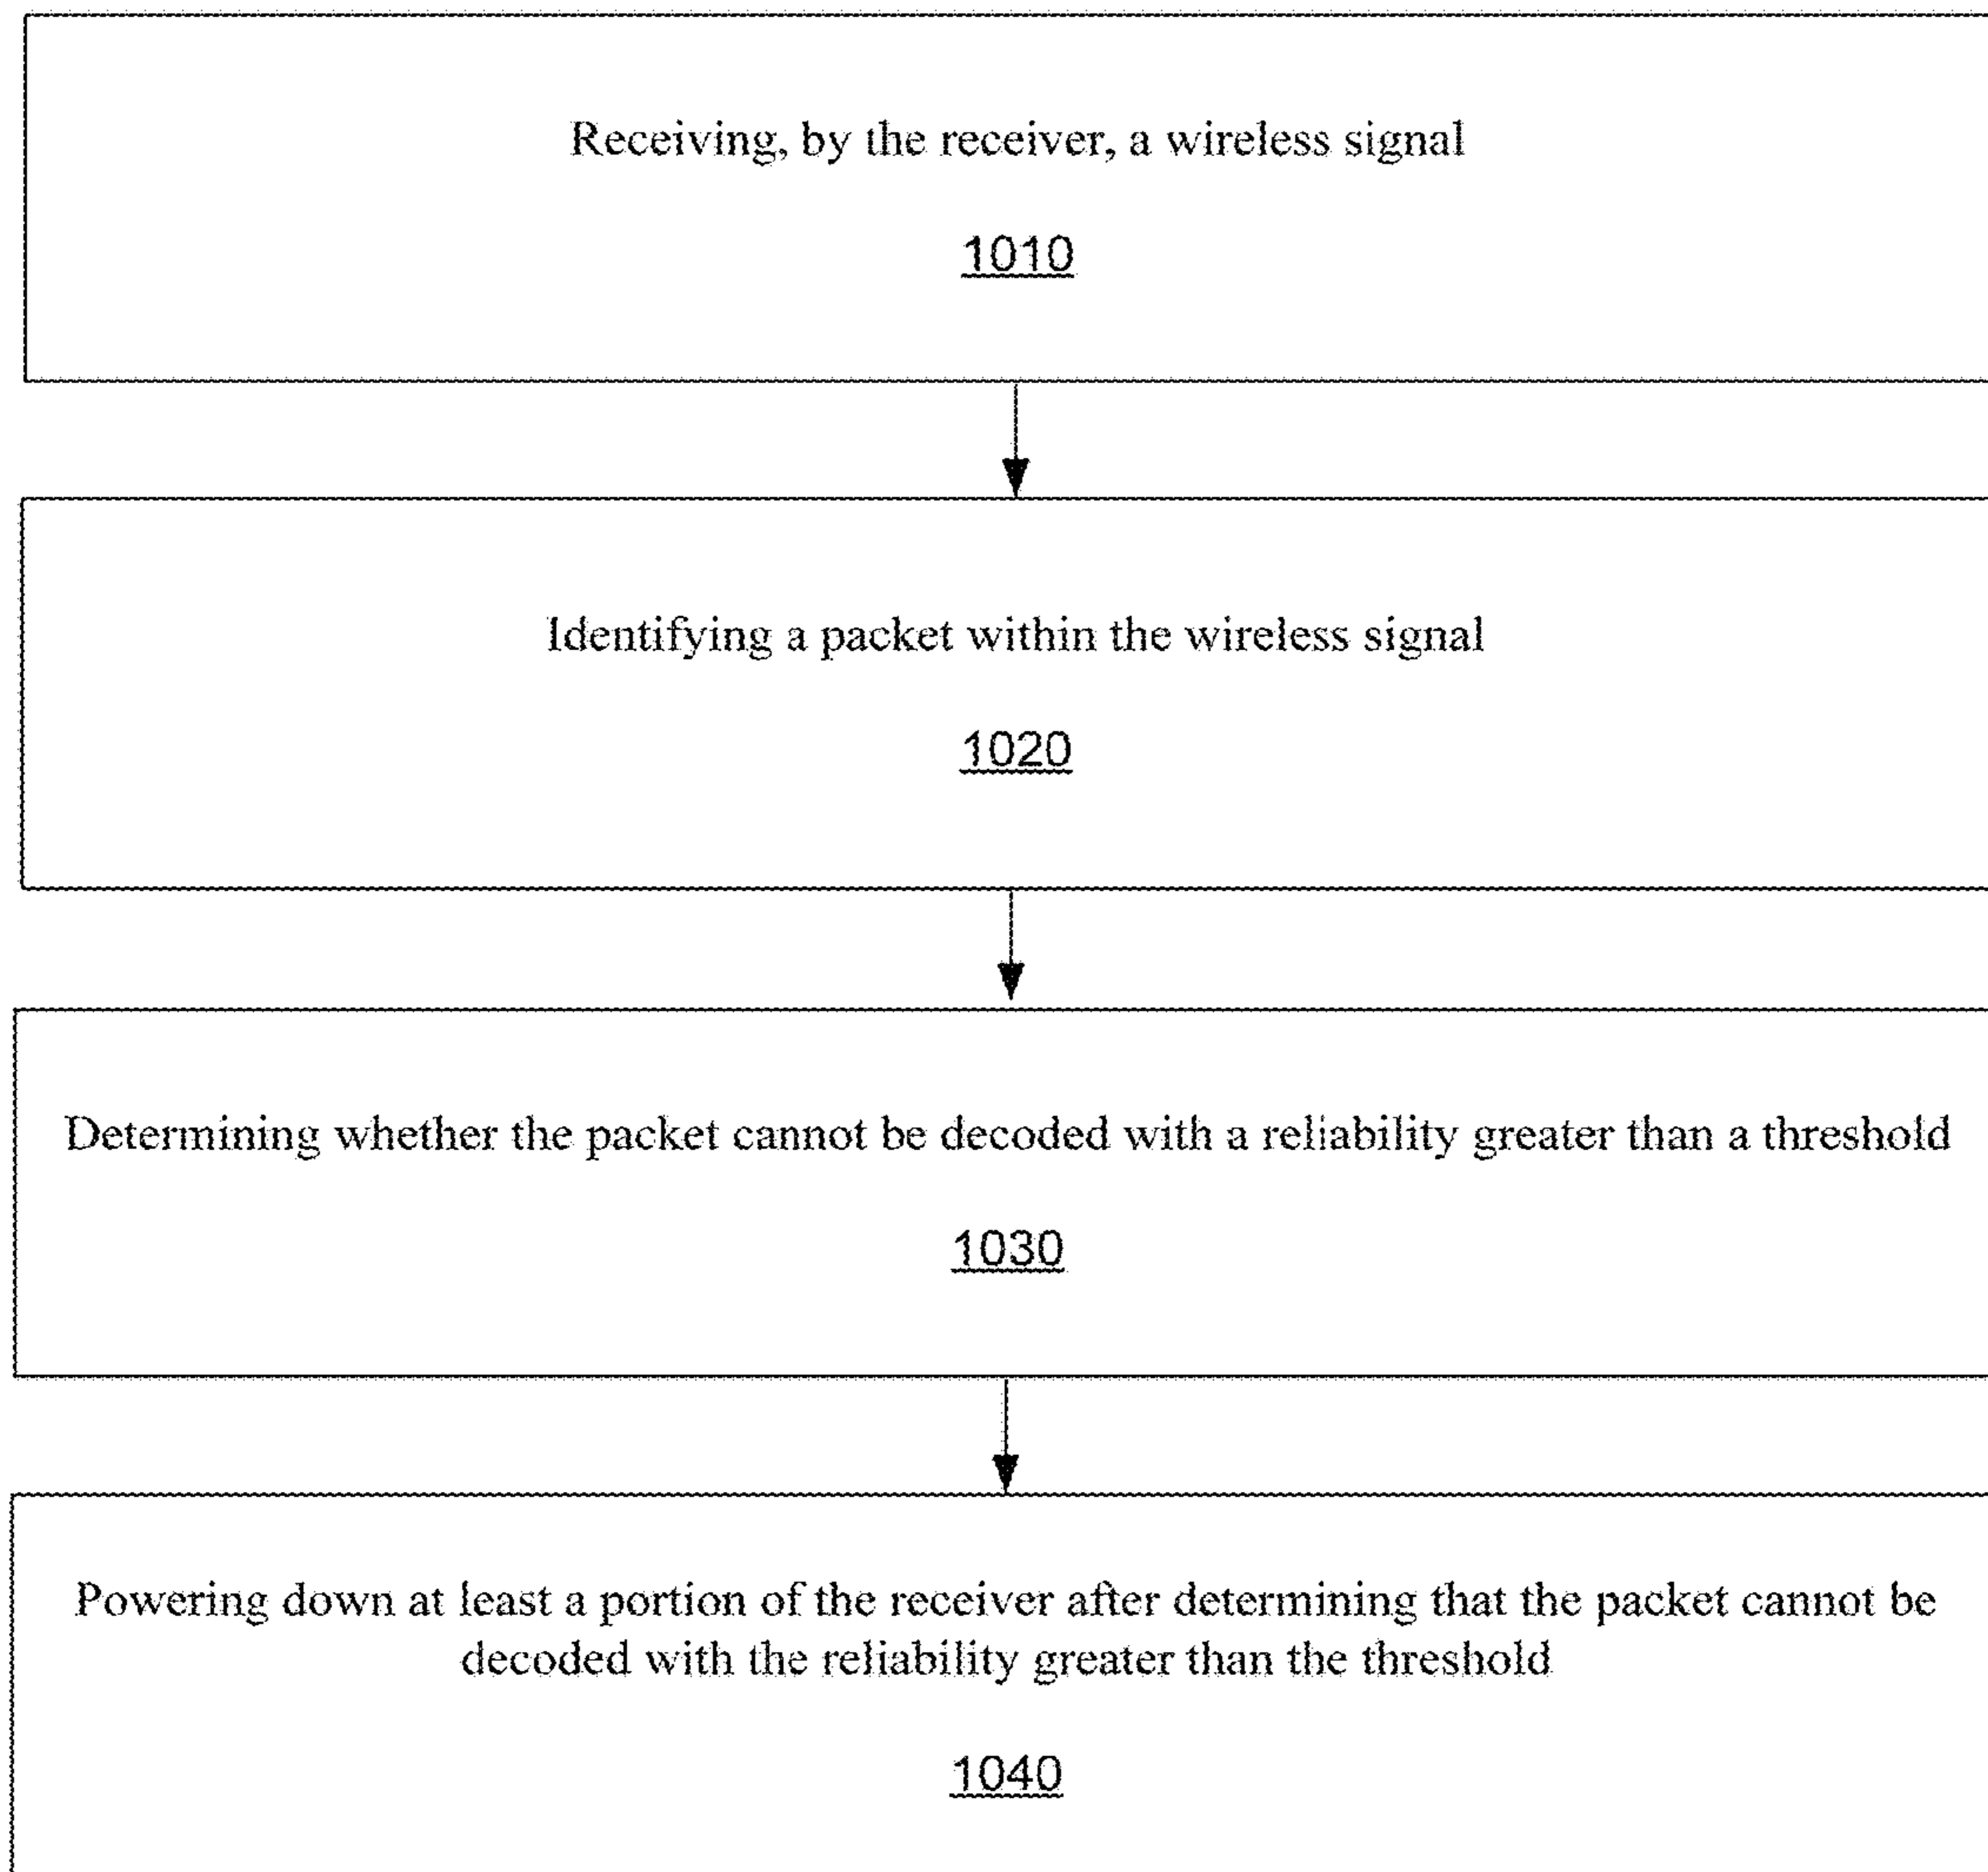 Receiving, by the receiver, a wireless signal
1010
Identifying a packet within the wireless signal
1020
Determining whether the packet cannot be decoded with a reliability greater than a threshold
1030
Powering down at least a portion of the receiver after determining that the packet cannot be
decoded with the reliability greater than the threshold
1040